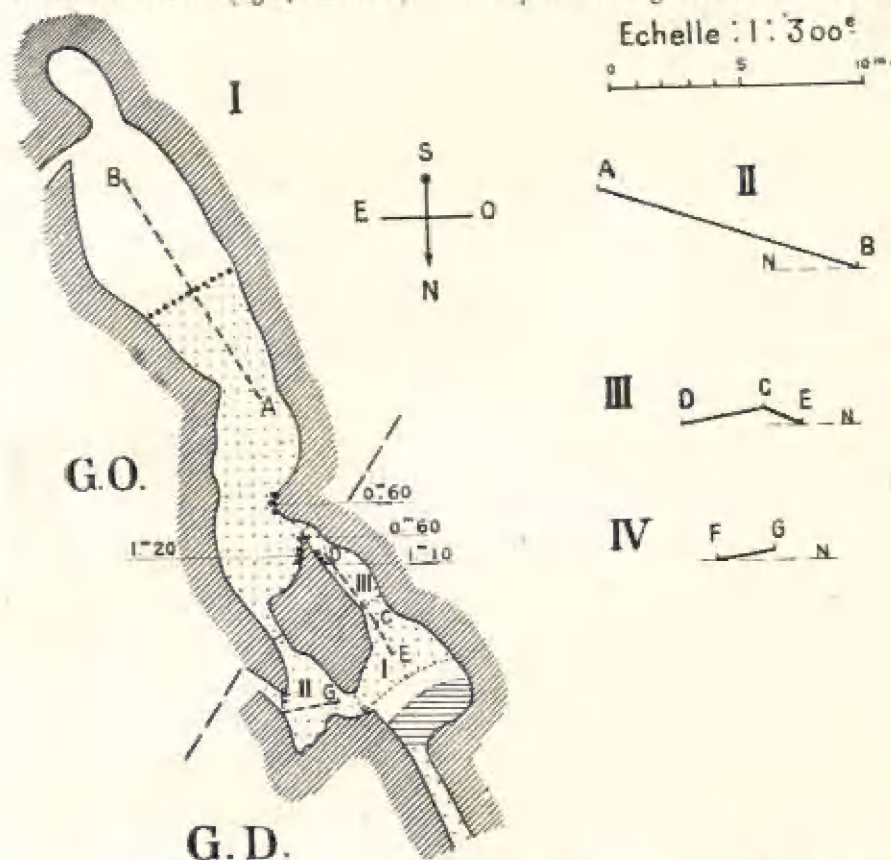 Echelle : 1 : 300e
0 5 10m.
I
S
E O
N
A
II
B
N
B
A
III
D C E N
G.O.
0m60
0m60
1m20
1m10
D
IV
F G N
III
C
E
I
II
F G
G.D.